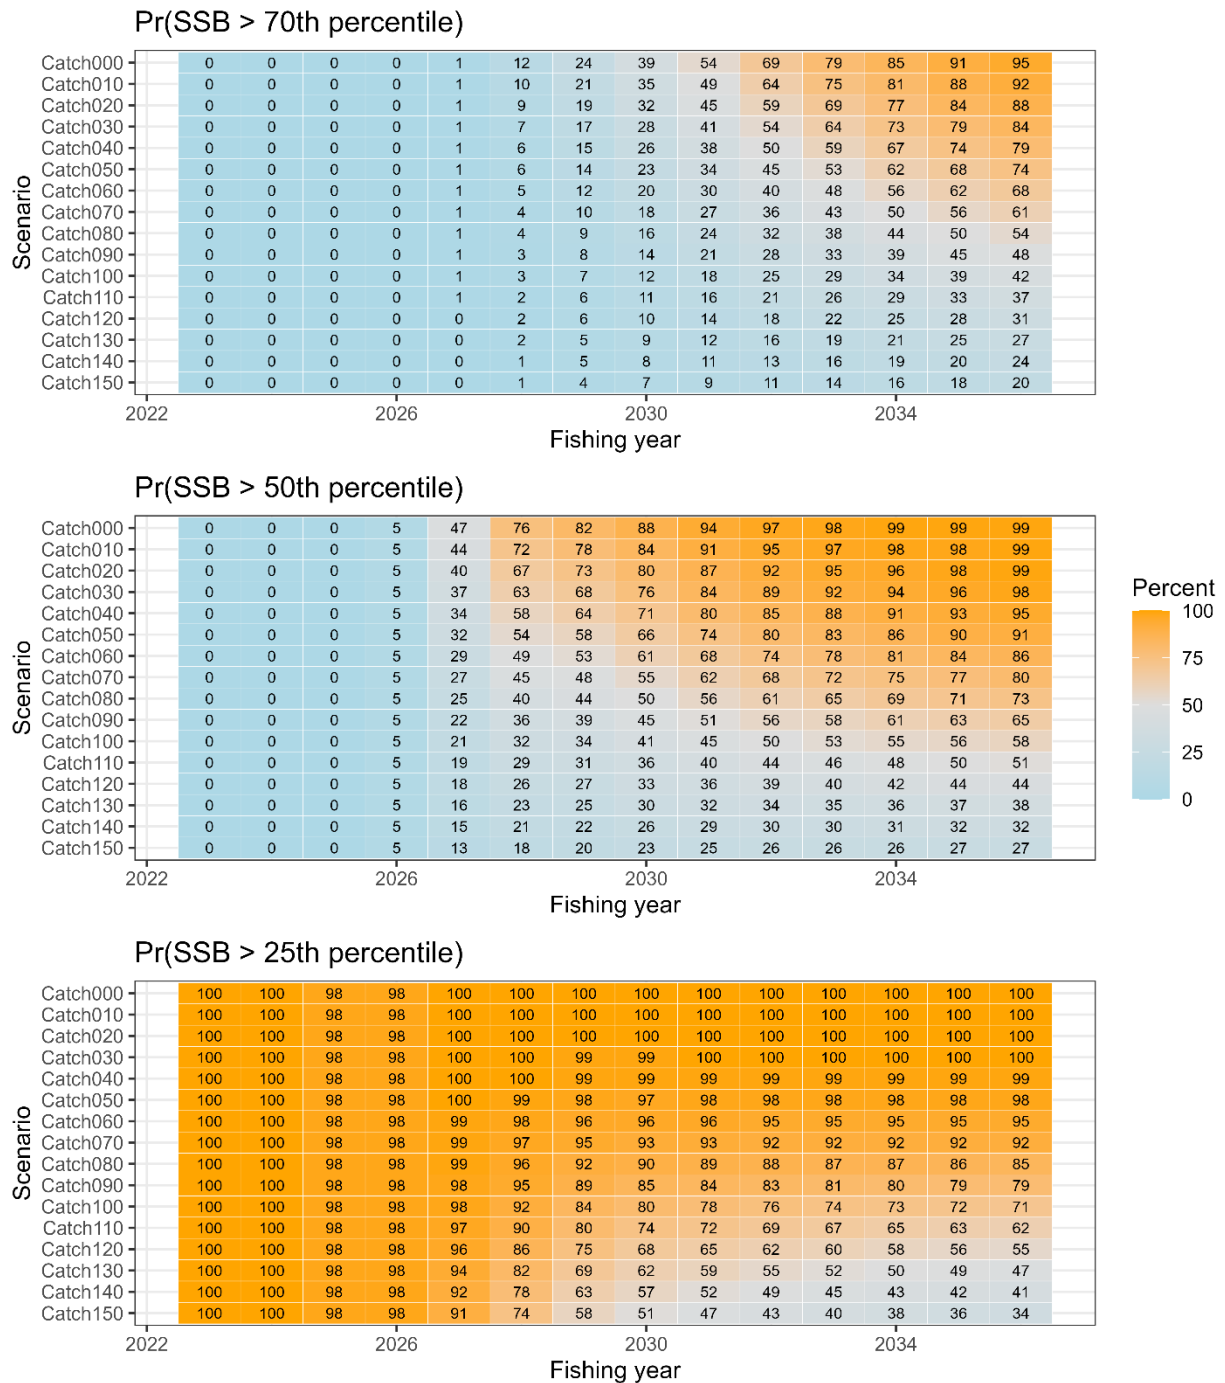 Pr(SSB > 70th percentile)
Scenario
Catch000 0 0 0 0 1 12 24 39 54 69 79 85 91 95
Catch010 0 0 0 0 1 10 21 35 49 64 75 81 88 92
Catch020 0 0 0 0 1 9 19 32 45 59 69 77 84 88
Catch030 0 0 0 0 1 7 17 28 41 54 64 73 79 84
Catch040 0 0 0 0 1 6 15 26 38 50 59 67 74 79
Catch050 0 0 0 0 1 6 14 23 34 45 53 62 68 74
Catch060 0 0 0 0 1 5 12 20 30 40 48 56 62 68
Catch070 0 0 0 0 1 4 10 18 27 36 43 50 56 61
Catch080 0 0 0 0 1 4 9 16 24 32 38 44 50 54
Catch090 0 0 0 0 1 3 8 14 21 28 33 39 45 48
Catch100 0 0 0 0 1 3 7 12 18 25 29 34 39 42
Catch110 0 0 0 0 1 2 6 11 16 21 26 29 33 37
Catch120 0 0 0 0 0 2 6 10 14 18 22 25 28 31
Catch130 0 0 0 0 0 2 5 9 12 16 19 21 25 27
Catch140 0 0 0 0 0 1 5 8 11 13 16 19 20 24
Catch150 0 0 0 0 0 1 4 7 9 11 14 16 18 20
2022 2026 2030 2034
Fishing year
Pr(SSB > 50th percentile)
Scenario
Catch000 0 0 0 5 47 76 82 88 94 97 98 99 99 99
Catch010 0 0 0 5 44 72 78 84 91 95 97 98 98 99
Catch020 0 0 0 5 40 67 73 80 87 92 95 96 98 99
Catch030 0 0 0 5 37 63 68 76 84 89 92 94 96 98
Catch040 0 0 0 5 34 58 64 71 80 85 88 91 93 95
Catch050 0 0 0 5 32 54 58 66 74 80 83 86 90 91
Catch060 0 0 0 5 29 49 53 61 68 74 78 81 84 86
Catch070 0 0 0 5 27 45 48 55 62 68 72 75 77 80
Catch080 0 0 0 5 25 40 44 50 56 61 65 69 71 73
Catch090 0 0 0 5 22 36 39 45 51 56 58 61 63 65
Catch100 0 0 0 5 21 32 34 41 45 50 53 55 56 58
Catch110 0 0 0 5 19 29 31 36 40 44 46 48 50 51
Catch120 0 0 0 5 18 26 27 33 36 39 40 42 44 44
Catch130 0 0 0 5 16 23 25 30 32 34 35 36 37 38
Catch140 0 0 0 5 15 21 22 26 29 30 30 31 32 32
Catch150 0 0 0 5 13 18 20 23 25 26 26 26 27 27
2022 2026 2030 2034
Fishing year
Percent
100
75
50
25
0
Pr(SSB > 25th percentile)
Scenario
Catch000 100 100 98 98 100 100 100 100 100 100 100 100 100 100
Catch010 100 100 98 98 100 100 100 100 100 100 100 100 100 100
Catch020 100 100 98 98 100 100 100 100 100 100 100 100 100 100
Catch030 100 100 98 98 100 100 99 99 100 100 100 100 100 100
Catch040 100 100 98 98 100 100 99 99 99 99 99 99 99 99
Catch050 100 100 98 98 100 99 98 97 98 98 98 98 98 98
Catch060 100 100 98 98 99 98 96 96 96 95 95 95 95 95
Catch070 100 100 98 98 99 97 95 93 93 92 92 92 92 92
Catch080 100 100 98 98 99 96 92 90 89 88 87 87 86 85
Catch090 100 100 98 98 98 95 89 85 84 83 81 80 79 79
Catch100 100 100 98 98 98 92 84 80 78 76 74 73 72 71
Catch110 100 100 98 98 97 90 80 74 72 69 67 65 63 62
Catch120 100 100 98 98 96 86 75 68 65 62 60 58 56 55
Catch130 100 100 98 98 94 82 69 62 59 55 52 50 49 47
Catch140 100 100 98 98 92 78 63 57 52 49 45 43 42 41
Catch150 100 100 98 98 91 74 58 51 47 43 40 38 36 34
2022 2026 2030 2034
Fishing year